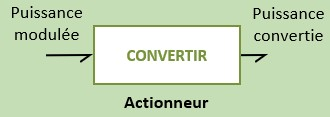 Puissance
modulée
CONVERTIR
Puissance
convertie
Actionneur